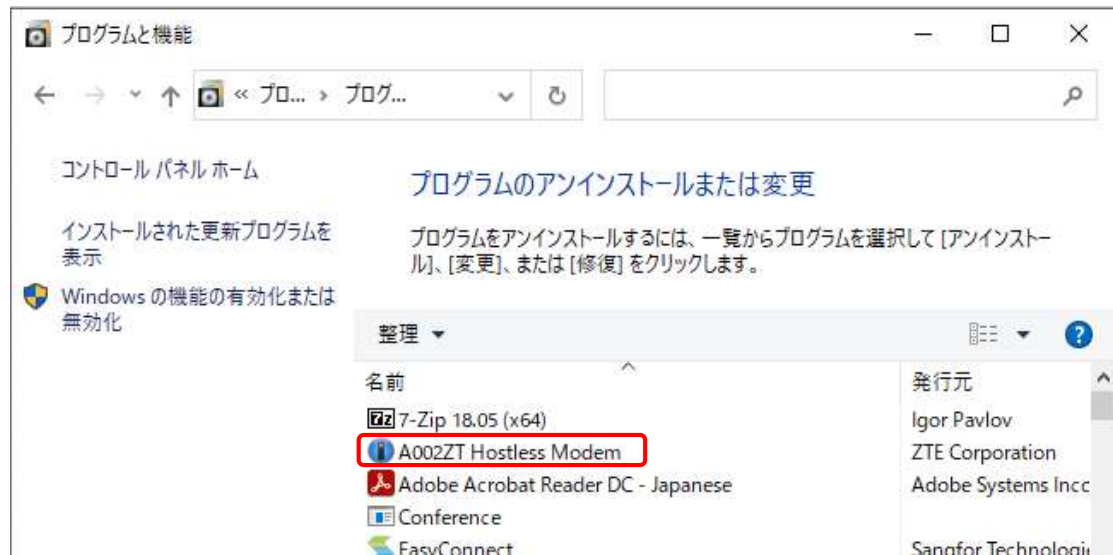 プログラムと機能
« プロ... › プログ...
コントロール パネル ホーム
インストールされた更新プログラムを
表示
Windows の機能の有効化または
無効化
プログラムのアンインストールまたは変更
プログラムをアンインストールするには、一覧からプログラムを選択して [アンインストー
ル]、[変更]、または [修復] をクリックします。
整理
名前 発行元
7z 7-Zip 18.05 (x64) Igor Pavlov
A002ZT Hostless Modem ZTE Corporation
Adobe Acrobat Reader DC - Japanese Adobe Systems Inc
Conference
EasyConnect Sangfor Technologi